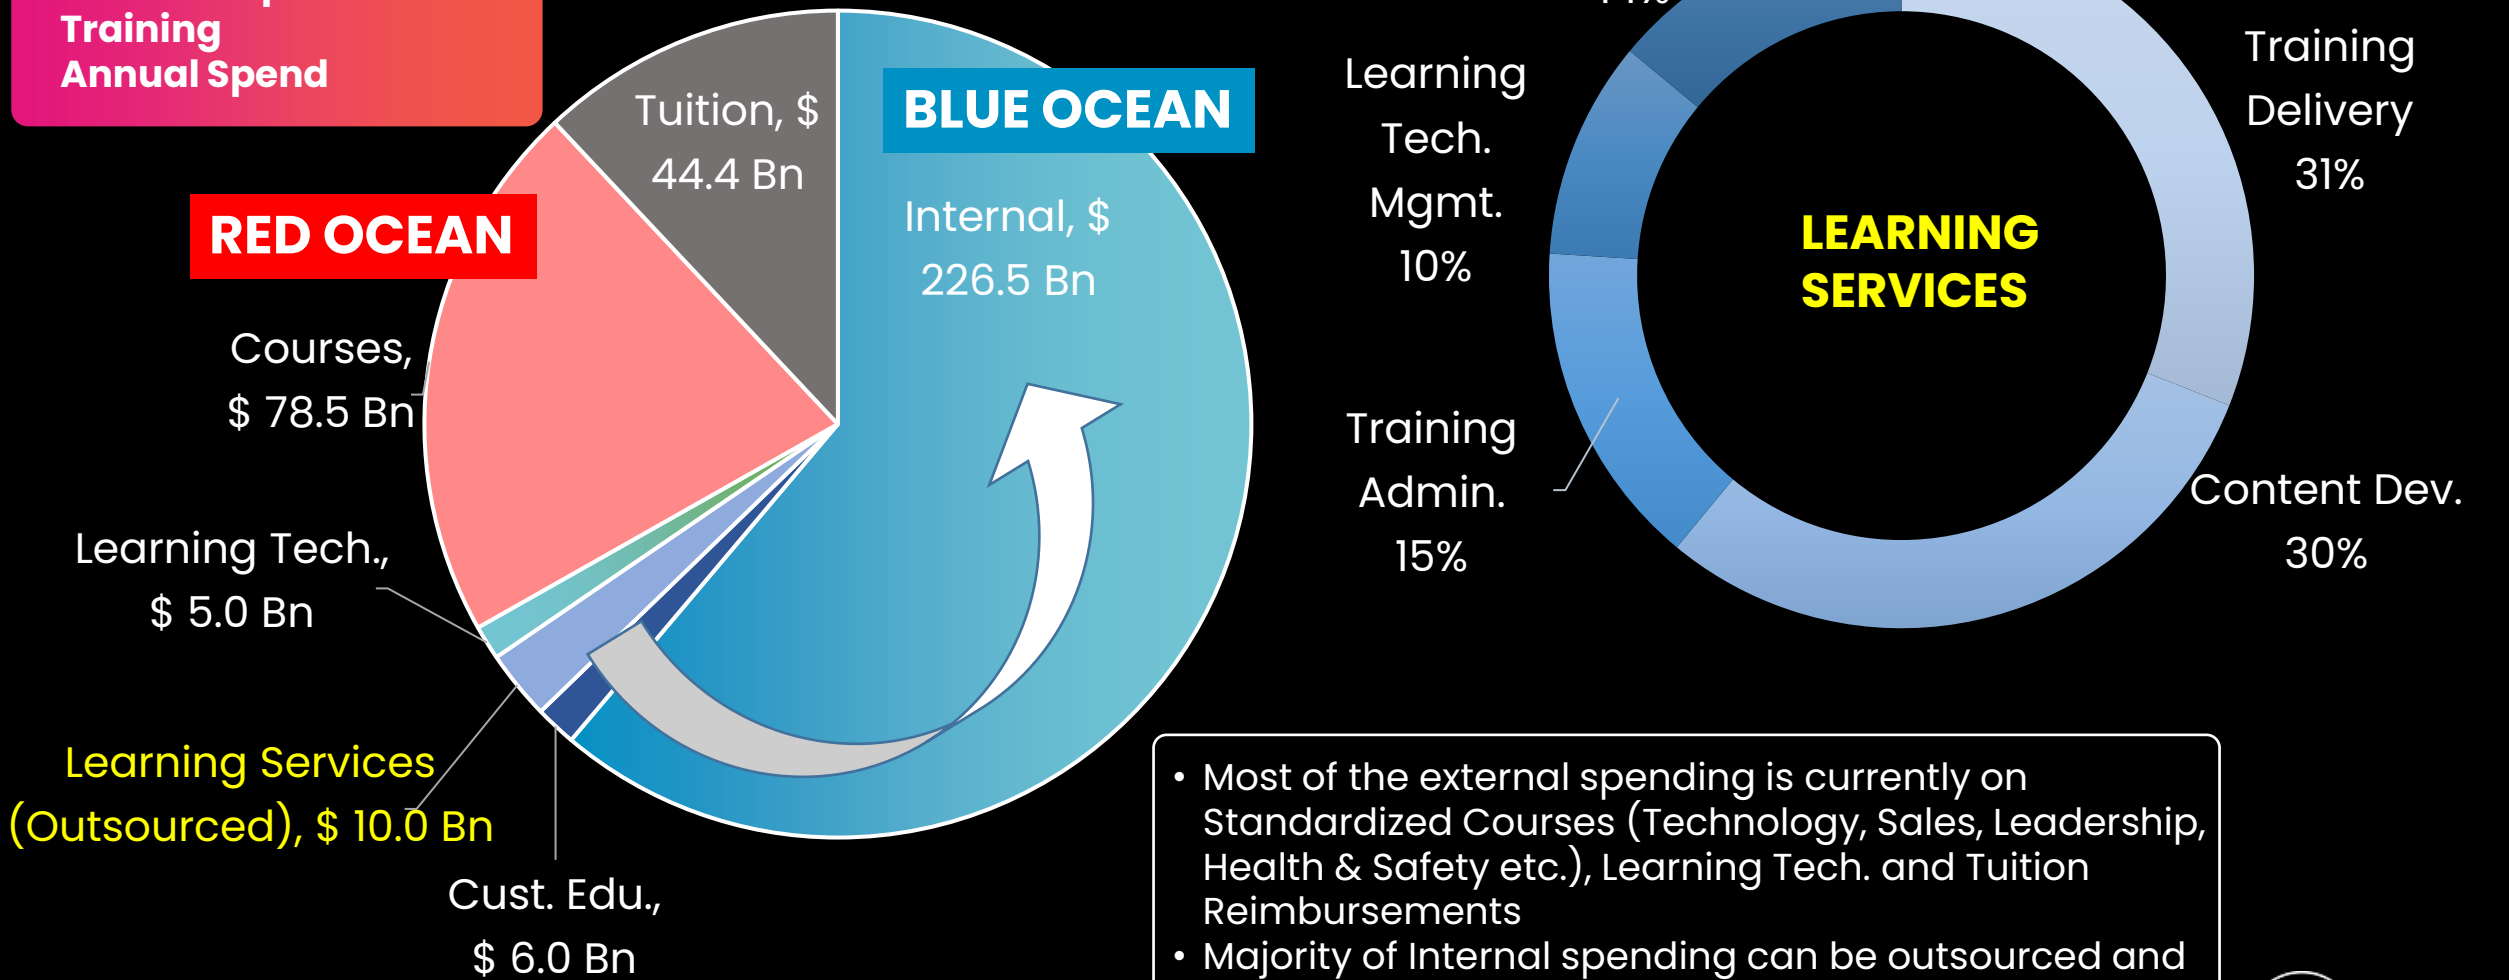 Training
Annual Spend
Tuition, $
44.4 Bn
BLUE OCEAN
Internal, $
226.5 Bn
RED OCEAN
Courses,
$ 78.5 Bn
Learning Tech.,
$ 5.0 Bn
Learning Services
(Outsourced), $ 10.0 Bn
Cust. Edu.,
$ 6.0 Bn
Learning
Tech.
Mgmt.
10%
Training
Delivery
31%
LEARNING
SERVICES
Training
Admin.
15%
Content Dev.
30%
• Most of the external spending is currently on
Standardized Courses (Technology, Sales, Leadership,
Health & Safety etc.), Learning Tech. and Tuition
Reimbursements
• Majority of Internal spending can be outsourced and